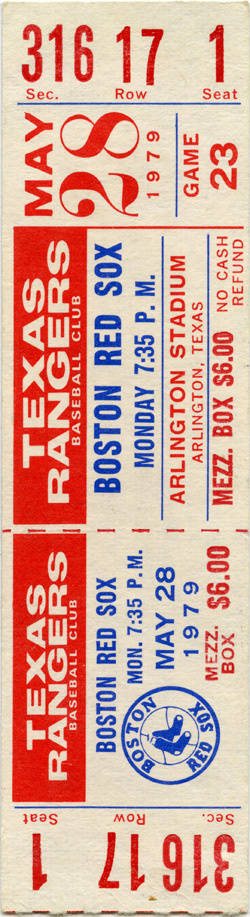 316 17 1
Sec. Row Seat
MAY 28
1979
GAME 23
TEXAS
RANGERS
BASEBALL CLUB
BOSTON RED SOX
MONDAY 7:35 P. M.
ARLINGTON STADIUM
ARLINGTON, TEXAS
MEZZ. BOX $6.00
NO CASH
REFUND
TEXAS
RANGERS
BASEBALL CLUB
BOSTON RED SOX
MON. 7:35 P. M.
MAY 28
1979
MEZZ.
BOX $6.00
BOSTON
RED SOX
Sec. Row Seat
316 17 1